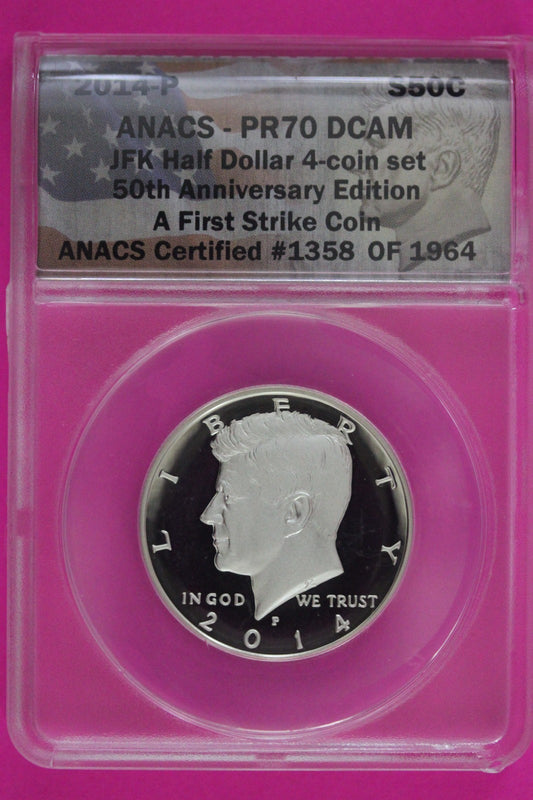 2014-P S50C
ANACS - PR70 DCAM
JFK Half Dollar 4-coin set
50th Anniversary Edition
A First Strike Coin
ANACS Certified #1358 OF 1964
LIBERTY
IN GOD WE TRUST
P
2014